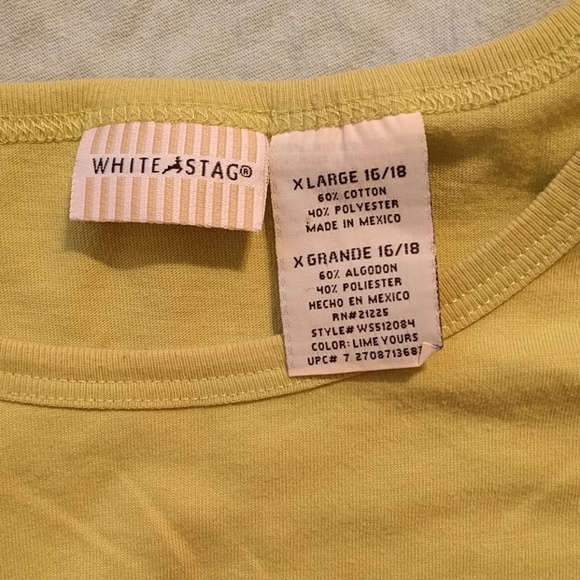 WHITE STAG®
X LARGE 16/18
60% COTTON
40% POLYESTER
MADE IN MEXICO
X GRANDE 16/18
60% ALGODON
40% POLIESTER
HECHO EN MEXICO
RN#21225
STYLE# WS512084
COLOR: LIME YOURS
UPC# 7 2708713687